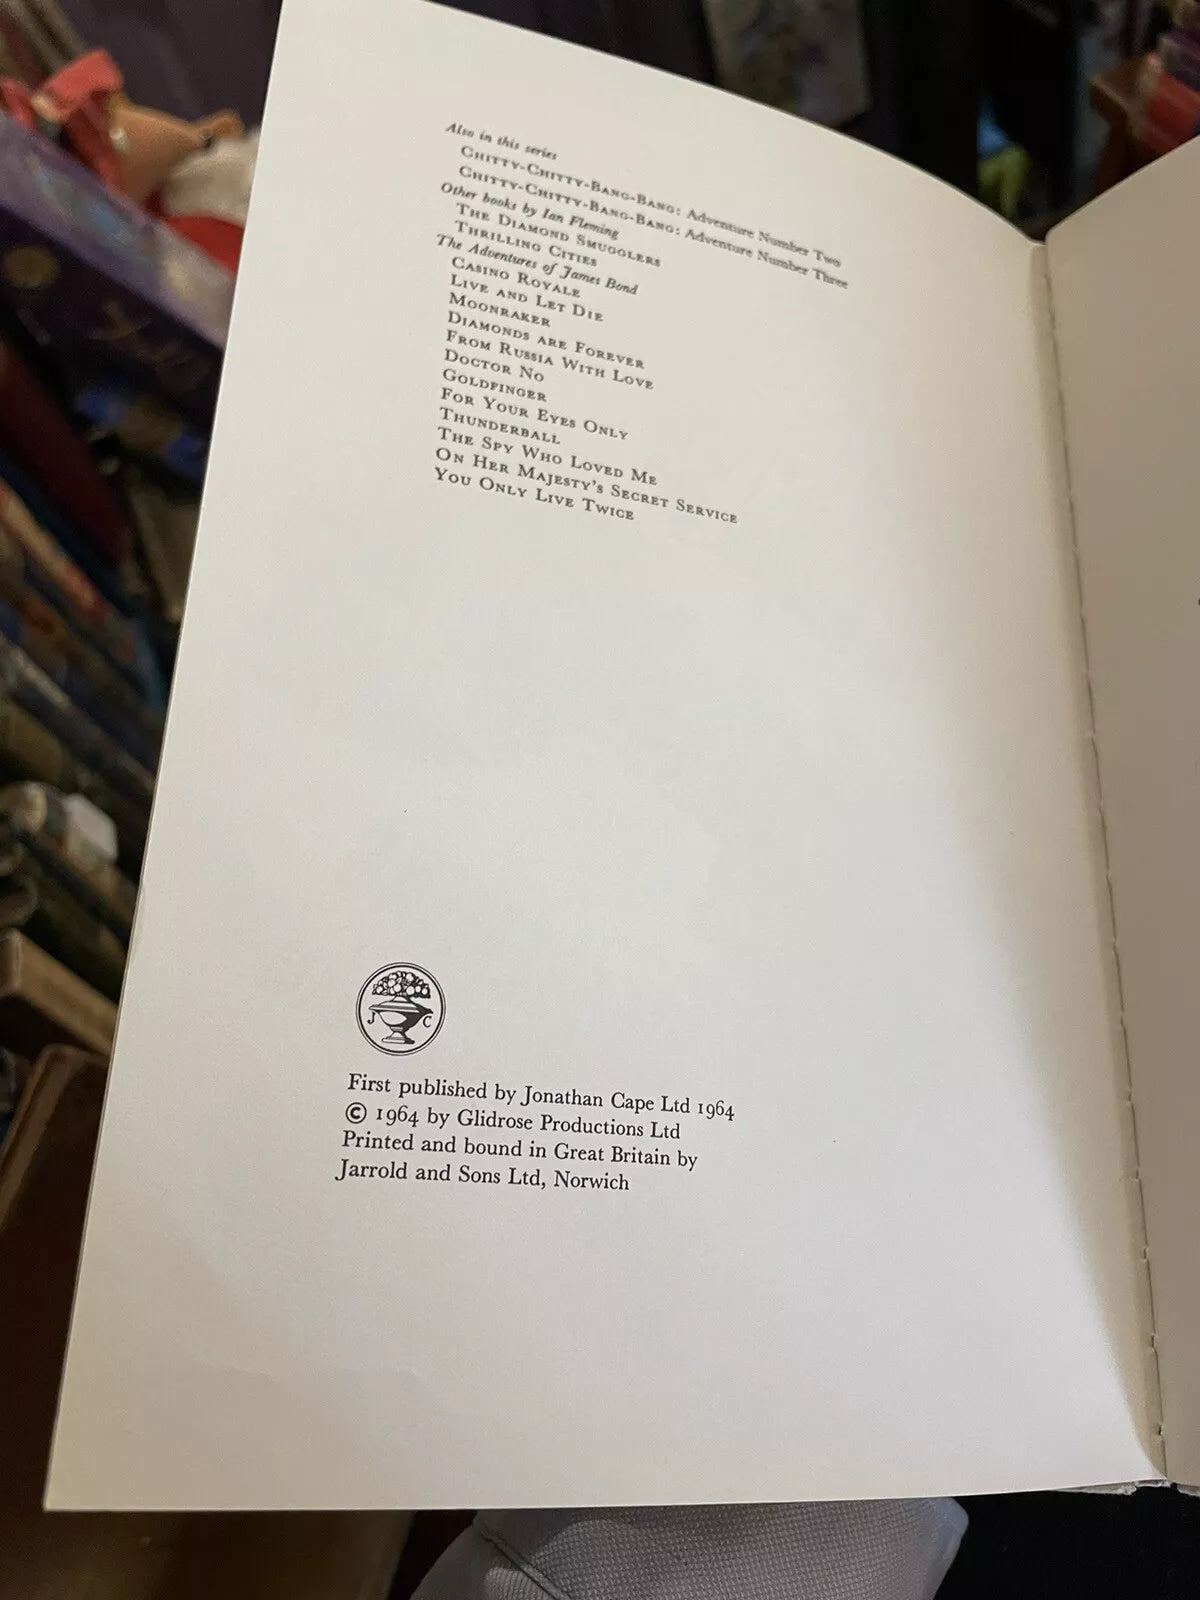 Also in this series
CHITTY-CHITTY-BANG-BANG: Adventure Number Two
CHITTY-CHITTY-BANG-BANG: Adventure Number Three
Other books by Ian Fleming
THE DIAMOND SMUGGLERS
THRILLING CITIES
The Adventures of James Bond
CASINO ROYALE
LIVE AND LET DIE
MOONRAKER
DIAMONDS ARE FOREVER
FROM RUSSIA WITH LOVE
DOCTOR NO
GOLDFINGER
FOR YOUR EYES ONLY
THUNDERBALL
THE SPY WHO LOVED ME
ON HER MAJESTY'S SECRET SERVICE
YOU ONLY LIVE TWICE
J C
First published by Jonathan Cape Ltd 1964
© 1964 by Glidrose Productions Ltd
Printed and bound in Great Britain by
Jarrold and Sons Ltd, Norwich